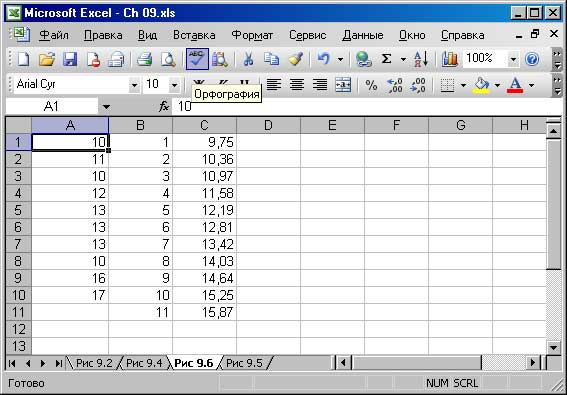 Microsoft Excel - Ch 09.xls
Файл Правка Вид Вставка Формат Сервис Данные Окно Справка
100%
Arial Cyr 10 Ж К Ч %
Орфография
A1 fx 10
A B C D E F G H
1 10 1 9,75
2 11 2 10,36
3 10 3 10,97
4 12 4 11,58
5 13 5 12,19
6 13 6 12,81
7 13 7 13,42
8 10 8 14,03
9 16 9 14,64
10 17 10 15,25
11 11 15,87
12
13
Рис 9.2 Рис 9.4 Рис 9.6 Рис 9.5
Готово NUM SCRL